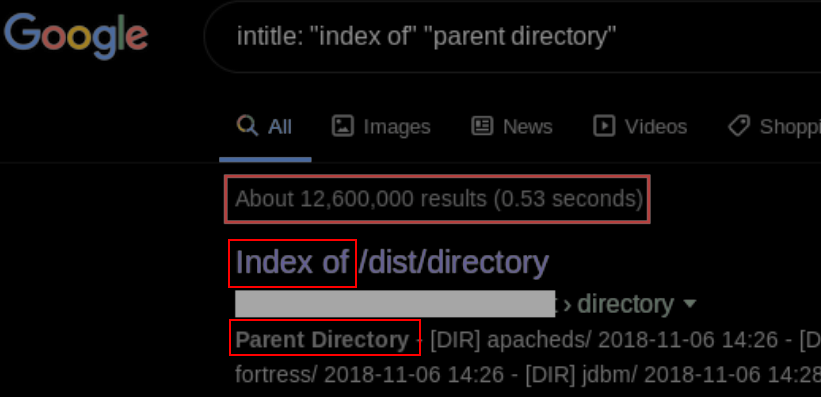 Google
intitle: "index of" "parent directory"
All Images News Videos
About 12,600,000 results (0.53 seconds)
Index of /dist/directory
› directory
Parent Directory - [DIR] apacheds/ 2018-11-06 14:26 - [D
fortress/ 2018-11-06 14:26 - [DIR] jdbm/ 2018-11-06 14:28